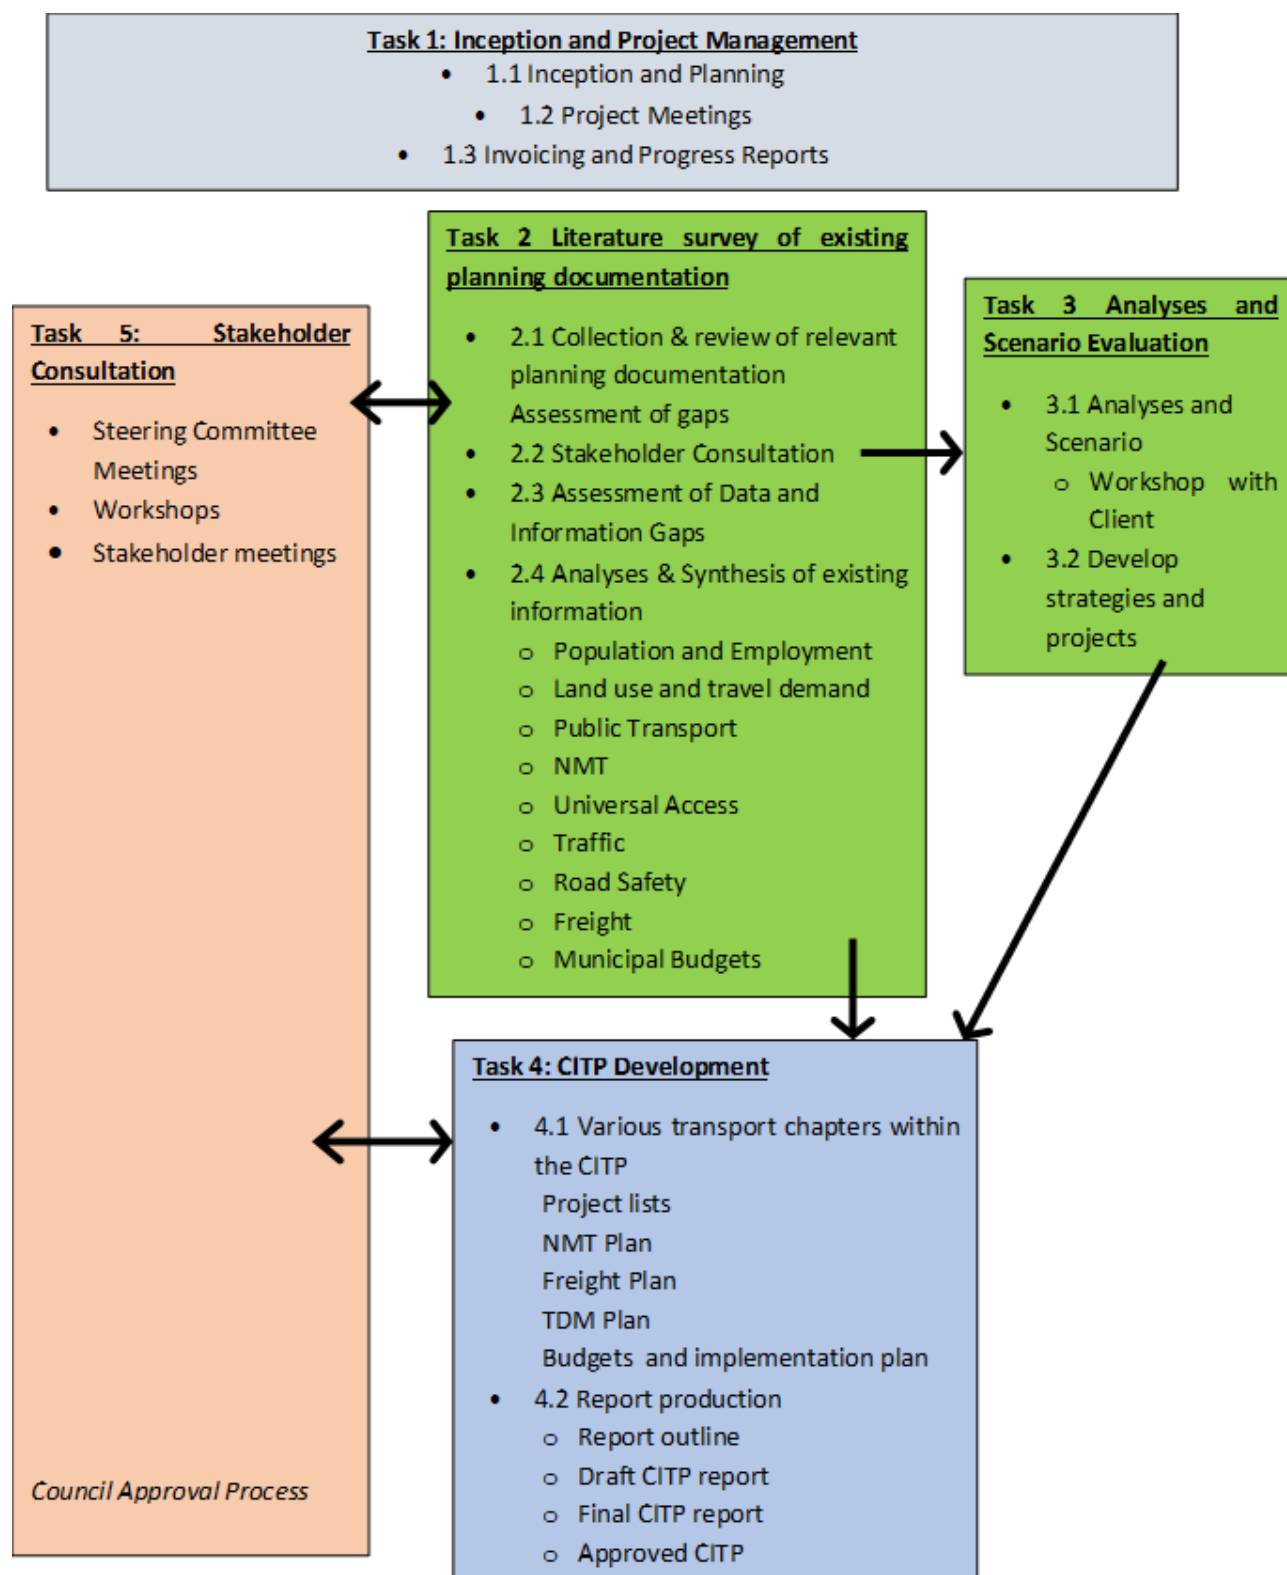 Task 1: Inception and Project Management
• 1.1 Inception and Planning
• 1.2 Project Meetings
• 1.3 Invoicing and Progress Reports
Task 2 Literature survey of existing
planning documentation
• 2.1 Collection & review of relevant
planning documentation
Assessment of gaps
• 2.2 Stakeholder Consultation
• 2.3 Assessment of Data and
Information Gaps
• 2.4 Analyses & Synthesis of existing
information
o Population and Employment
o Land use and travel demand
o Public Transport
o NMT
o Universal Access
o Traffic
o Road Safety
o Freight
o Municipal Budgets
Task 3 Analyses and
Scenario Evaluation
• 3.1 Analyses and
Scenario
o Workshop with
Client
• 3.2 Develop
strategies and
projects
Task 5: Stakeholder
Consultation
• Steering Committee
Meetings
• Workshops
• Stakeholder meetings
Council Approval Process
Task 4: CITP Development
• 4.1 Various transport chapters within
the CITP
Project lists
NMT Plan
Freight Plan
TDM Plan
Budgets and implementation plan
• 4.2 Report production
o Report outline
o Draft CITP report
o Final CITP report
o Approved CITP